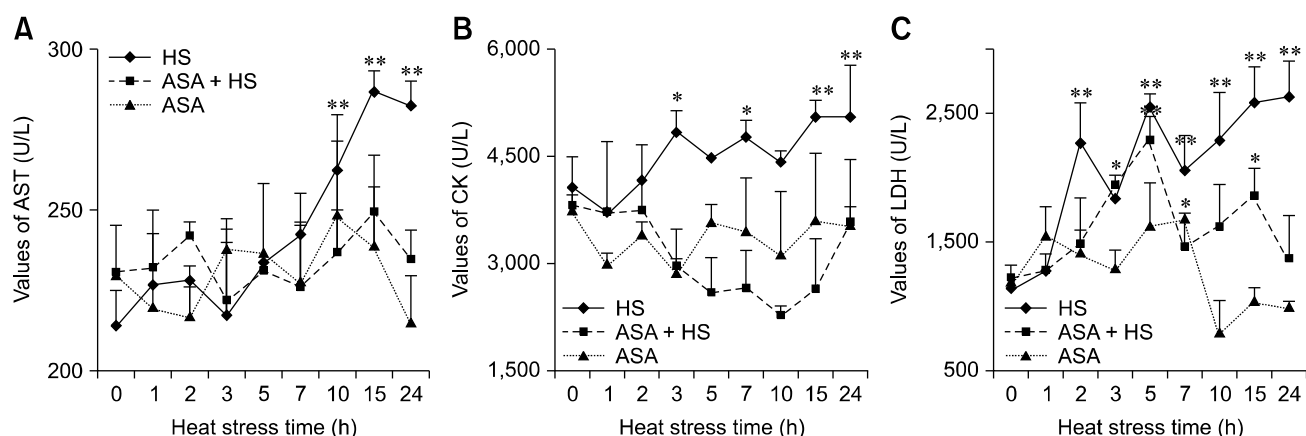 A
Values of AST (U/L)
300
250
200
HS
ASA + HS
ASA
**
**
**
0 1 2 3 5 7 10 15 24
Heat stress time (h)
B
Values of CK (U/L)
6,000
4,500
3,000
1,500
*
*
**
**
HS
ASA + HS
ASA
0 1 2 3 5 7 10 15 24
Heat stress time (h)
C
Values of LDH (U/L)
2,500
1,500
500
**
*
**
**
**
*
**
**
*
**
HS
ASA + HS
ASA
0 1 2 3 5 7 10 15 24
Heat stress time (h)